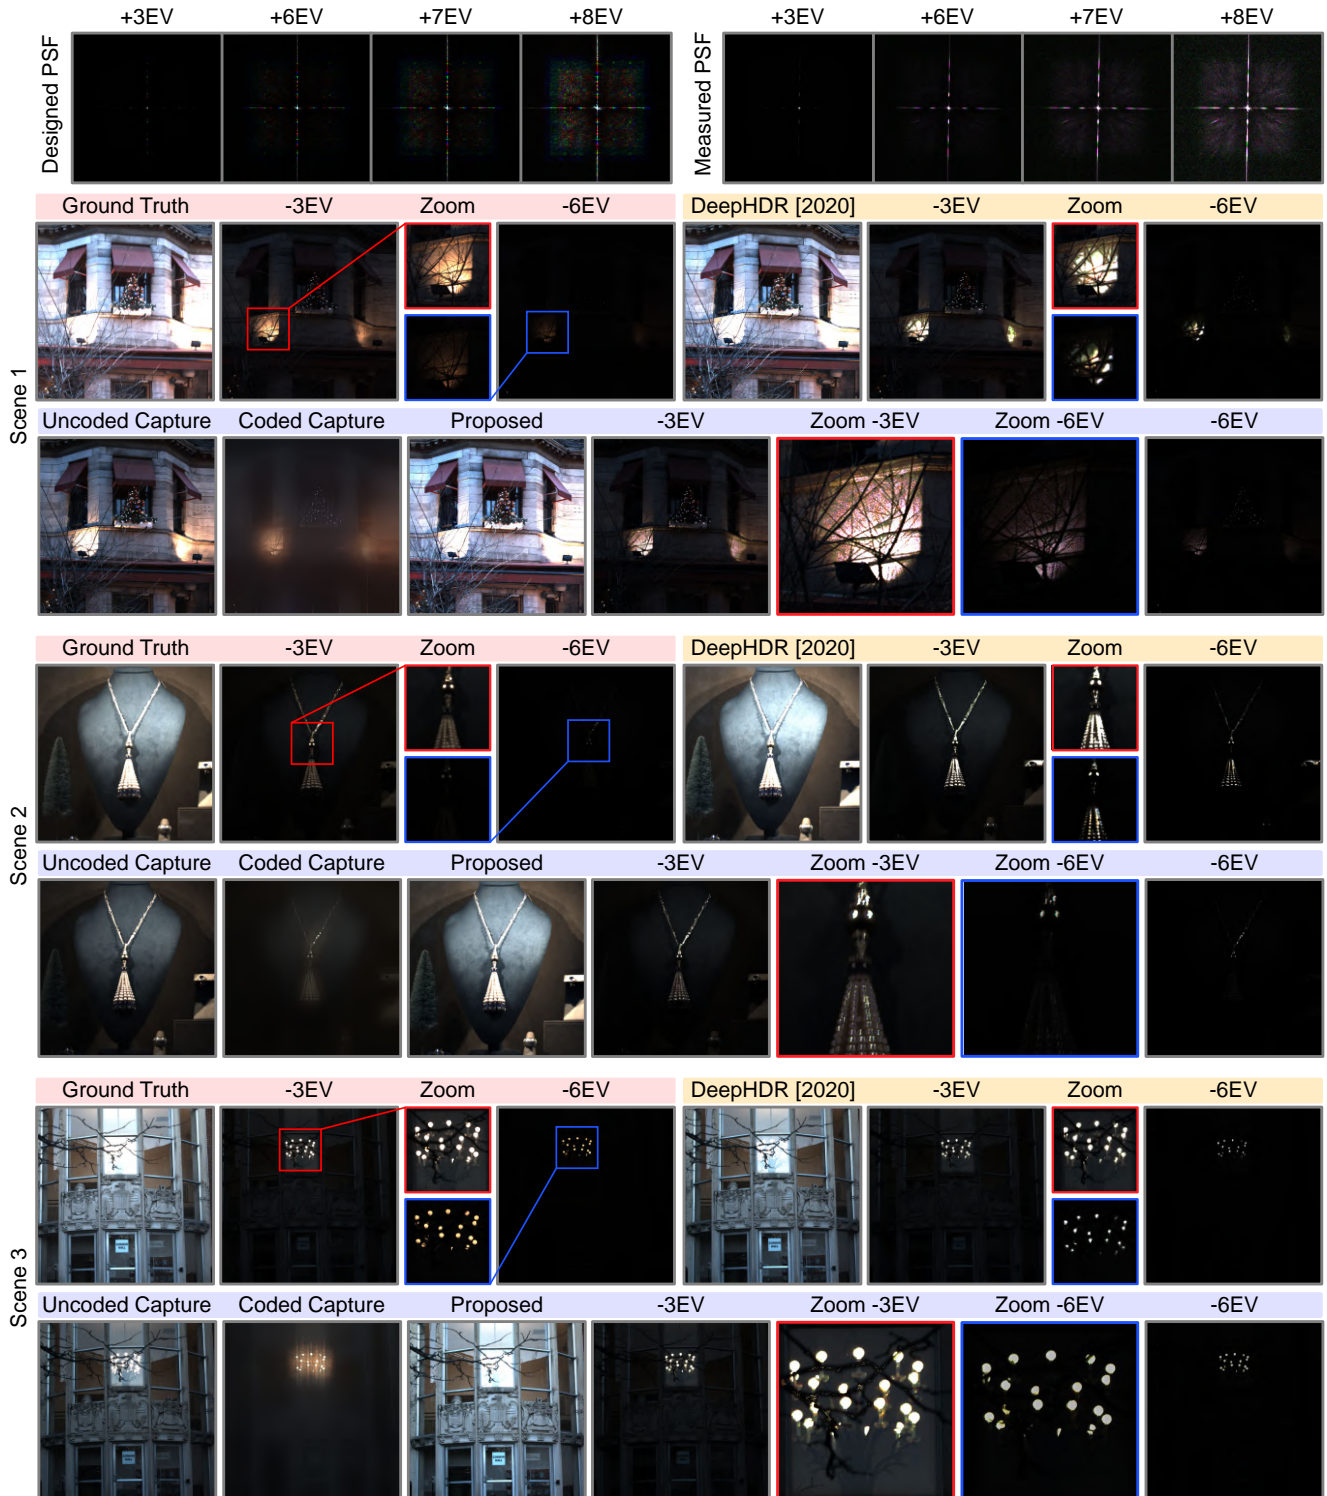 +3EV +6EV +7EV +8EV +3EV +6EV +7EV +8EV
Designed PSF
Measured PSF
Scene 1
Ground Truth -3EV Zoom -6EV DeepHDR [2020] -3EV Zoom -6EV
Uncoded Capture Coded Capture Proposed -3EV Zoom -3EV Zoom -6EV -6EV
Scene 2
Ground Truth -3EV Zoom -6EV DeepHDR [2020] -3EV Zoom -6EV
Uncoded Capture Coded Capture Proposed -3EV Zoom -3EV Zoom -6EV -6EV
Scene 3
Ground Truth -3EV Zoom -6EV DeepHDR [2020] -3EV Zoom -6EV
Uncoded Capture Coded Capture Proposed -3EV Zoom -3EV Zoom -6EV -6EV